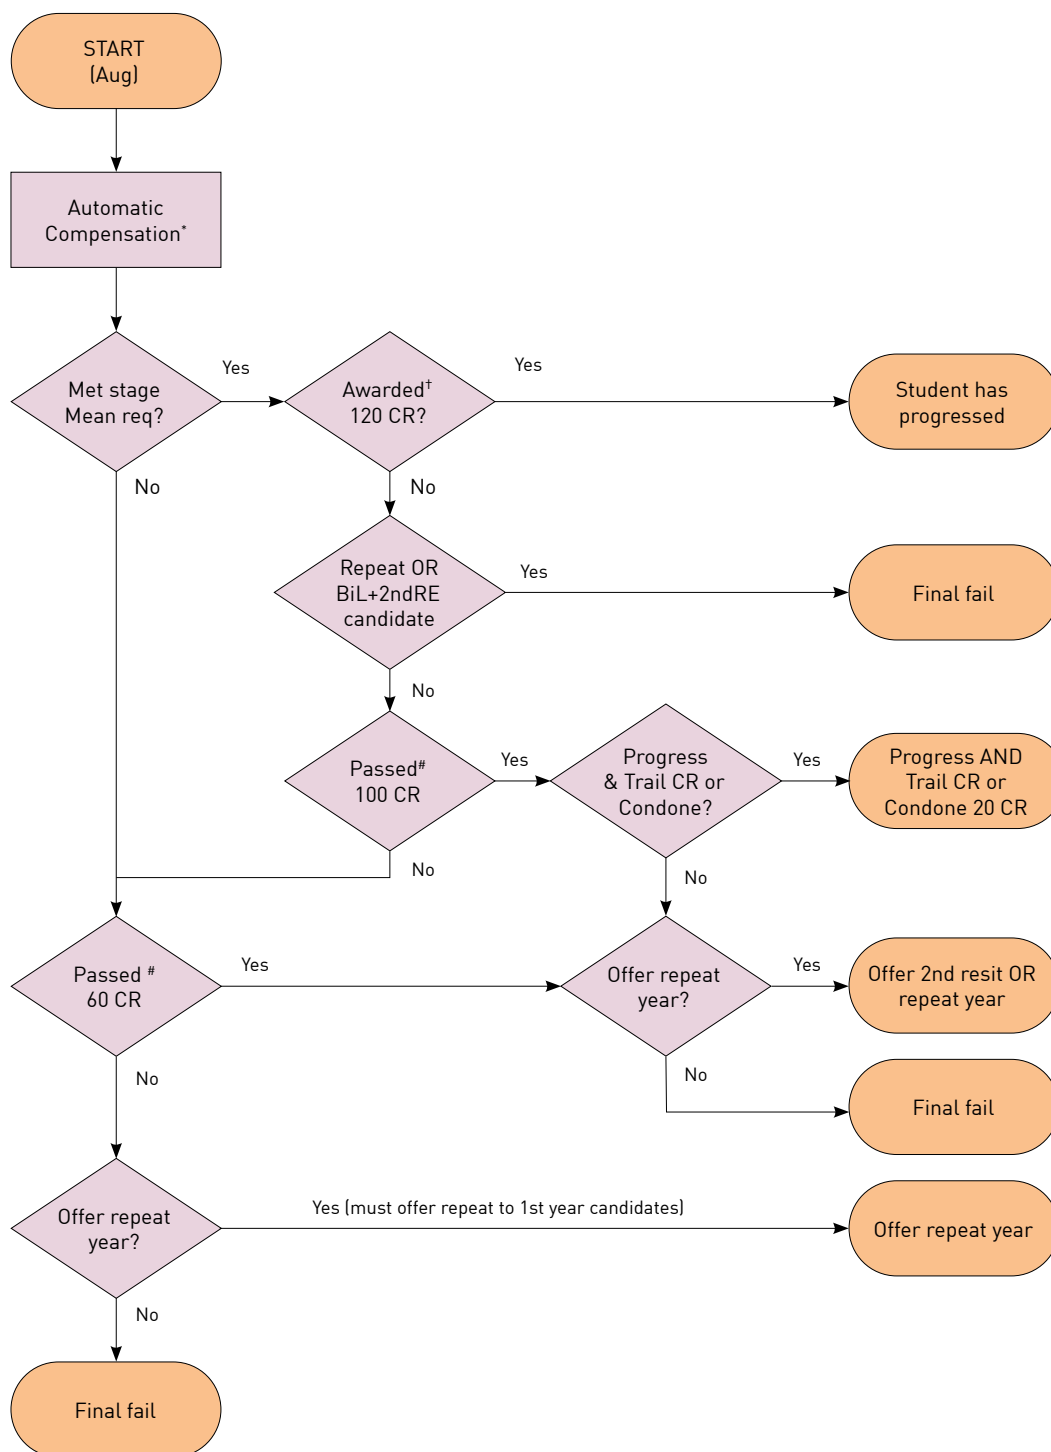 START
(Aug)
Automatic
Compensation*
Met stage
Mean req?
Yes
Awarded†
120 CR?
Yes
Student has
progressed
No
No
Repeat OR
BiL+2ndRE
candidate
Yes
Final fail
No
Passed#
100 CR
Yes
Progress
& Trail CR or
Condone?
Yes
Progress AND
Trail CR or
Condone 20 CR
No
No
Passed #
60 CR
Yes
Offer repeat
year?
Yes
Offer 2nd resit OR
repeat year
No
No
Final fail
Offer repeat
year?
Yes (must offer repeat to 1st year candidates)
Offer repeat year
No
Final fail